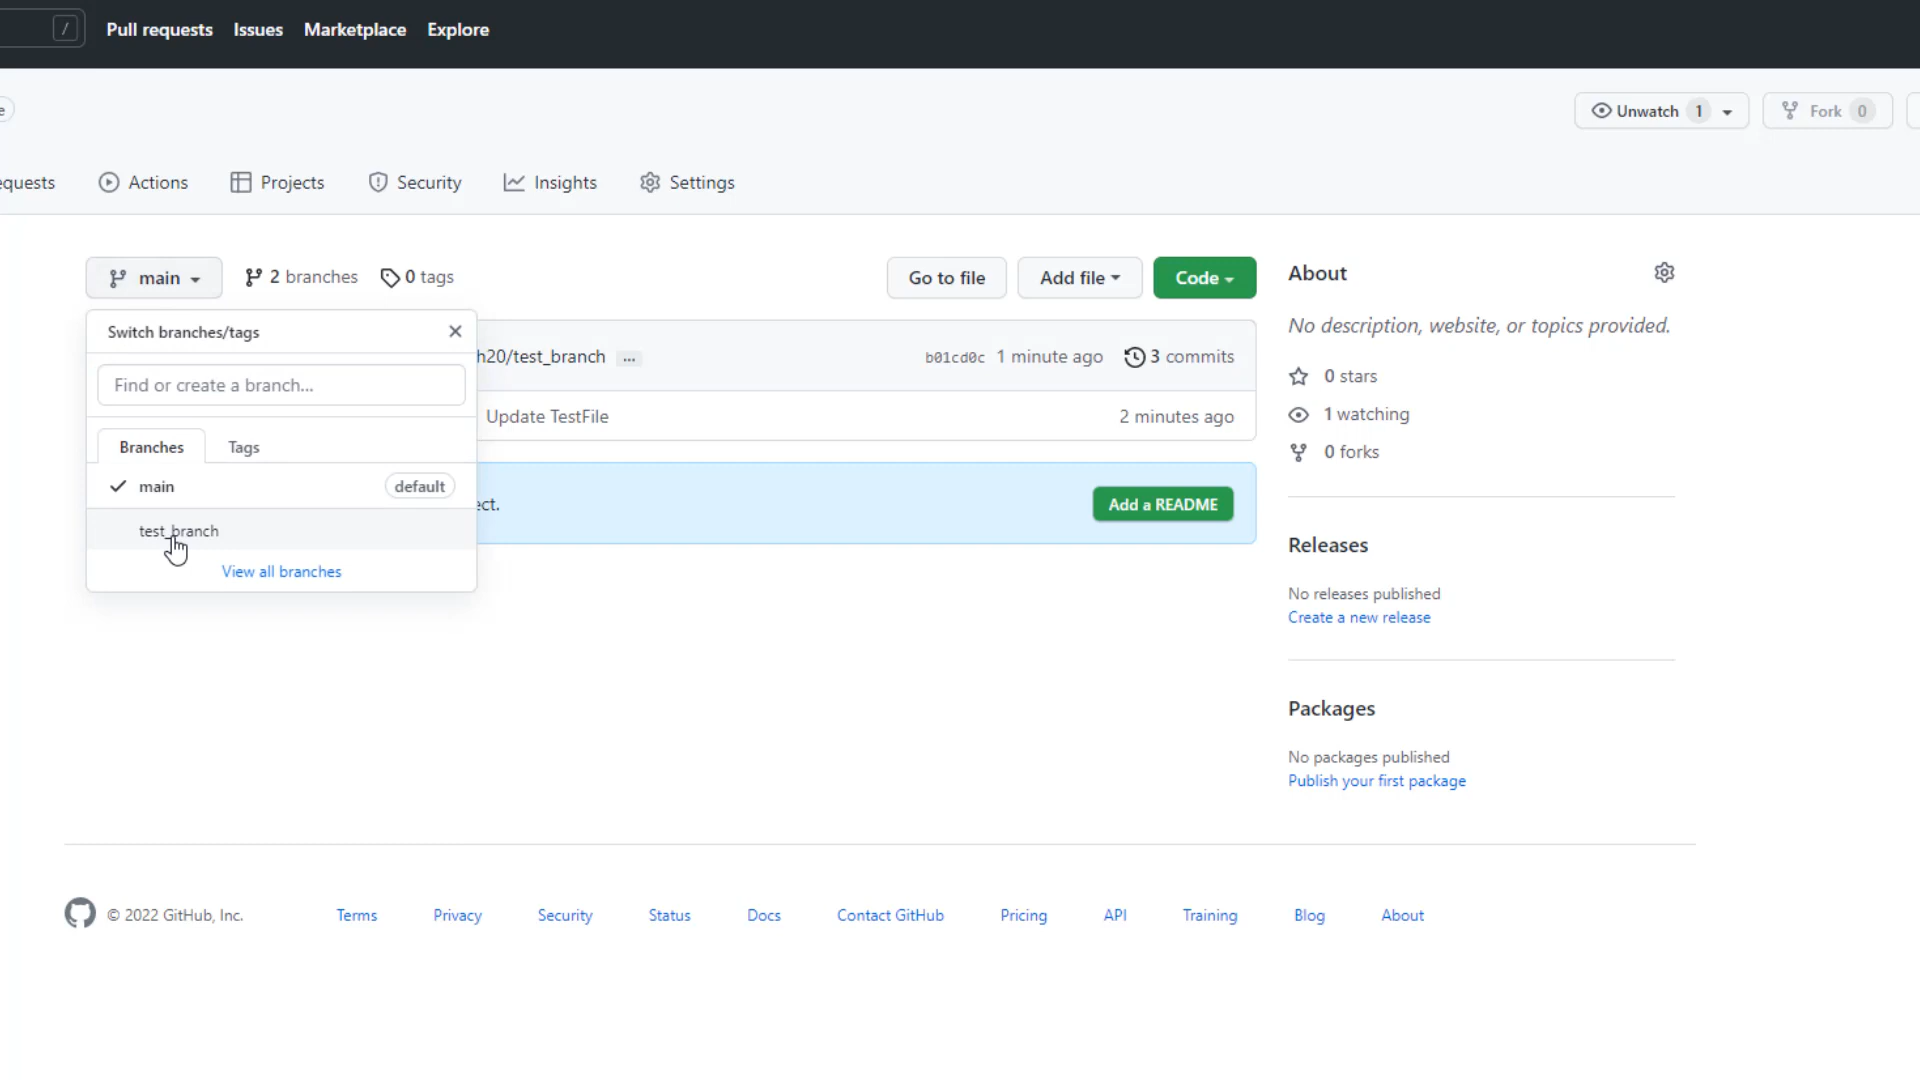 / Pull requests Issues Marketplace Explore
e
Unwatch 1 Fork 0
equests Actions Projects Security Insights Settings
main 2 branches 0 tags Go to file Add file Code
Switch branches/tags
Find or create a branch...
Branches Tags
main default
test_branch
View all branches
h20/test_branch ... b01cd0c 1 minute ago 3 commits
Update TestFile 2 minutes ago
ect. Add a README
About
No description, website, or topics provided.
0 stars
1 watching
0 forks
Releases
No releases published
Create a new release
Packages
No packages published
Publish your first package
© 2022 GitHub, Inc. Terms Privacy Security Status Docs Contact GitHub Pricing API Training Blog About